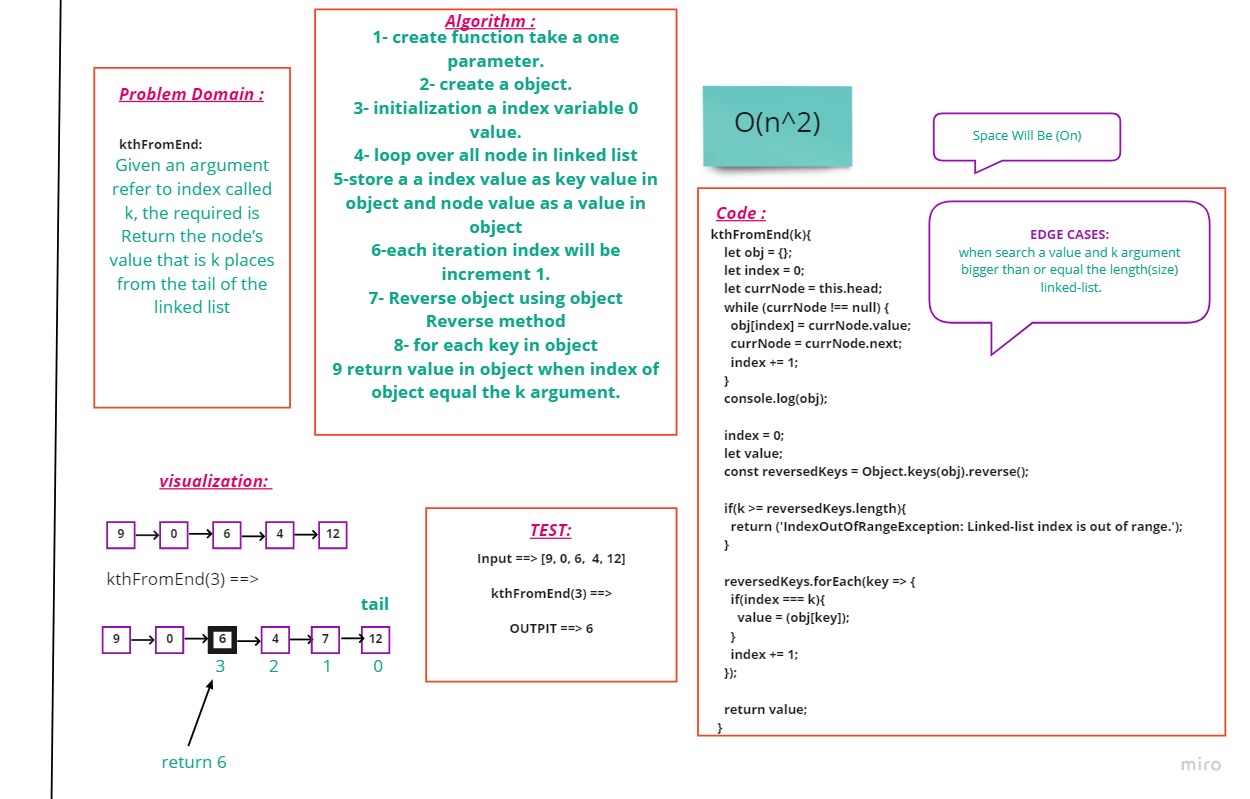 Problem Domain :
kthFromEnd:
Given an argument
refer to index called
k, the required is
Return the node's
value that is k places
from the tail of the
linked list
Algorithm :
1- create function take a one
parameter.
2- create a object.
3- initialization a index variable 0
value.
4- loop over all node in linked list
5-store a a index value as key value in
object and node value as a value in
object
6-each iteration index will be
increment 1.
7- Reverse object using object
Reverse method
8- for each key in object
9 return value in object when index of
object equal the k argument.
O(n^2)
Space Will Be (On)
Code :
kthFromEnd(k){
let obj = {};
let index = 0;
let currNode = this.head;
while (currNode !== null) {
obj[index] = currNode.value;
currNode = currNode.next;
index += 1;
}
console.log(obj);
index = 0;
let value;
const reversedKeys = Object.keys(obj).reverse();
if(k >= reversedKeys.length){
return ('IndexOutOfRangeException: Linked-list index is out of range.');
}
reversedKeys.forEach(key => {
if(index === k){
value = (obj[key]);
}
index += 1;
});
return value;
}
EDGE CASES:
when search a value and k argument
bigger than or equal the length(size)
linked-list.
visualization:
9 0 6 4 12
kthFromEnd(3) ==>
tail
9 0 6 4 7 12
3 2 1 0
return 6
TEST:
Input ==> [9, 0, 6, 4, 12]
kthFromEnd(3) ==>
OUTPIT ==> 6
miro